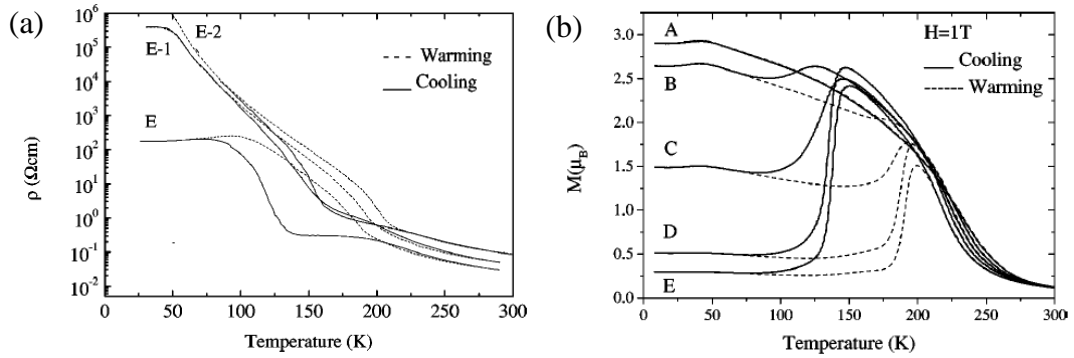 (a)
10^6
10^5
10^4
10^3
10^2
10^1
10^0
10^-1
10^-2
ρ (Ωcm)
E-2
E-1
E
Warming
Cooling
0 50 100 150 200 250 300
Temperature (K)
(b)
3.0
2.5
2.0
1.5
1.0
0.5
0.0
M(μ_B)
A
B
C
D
E
H=1T
Cooling
Warming
0 50 100 150 200 250 300
Temperature (K)